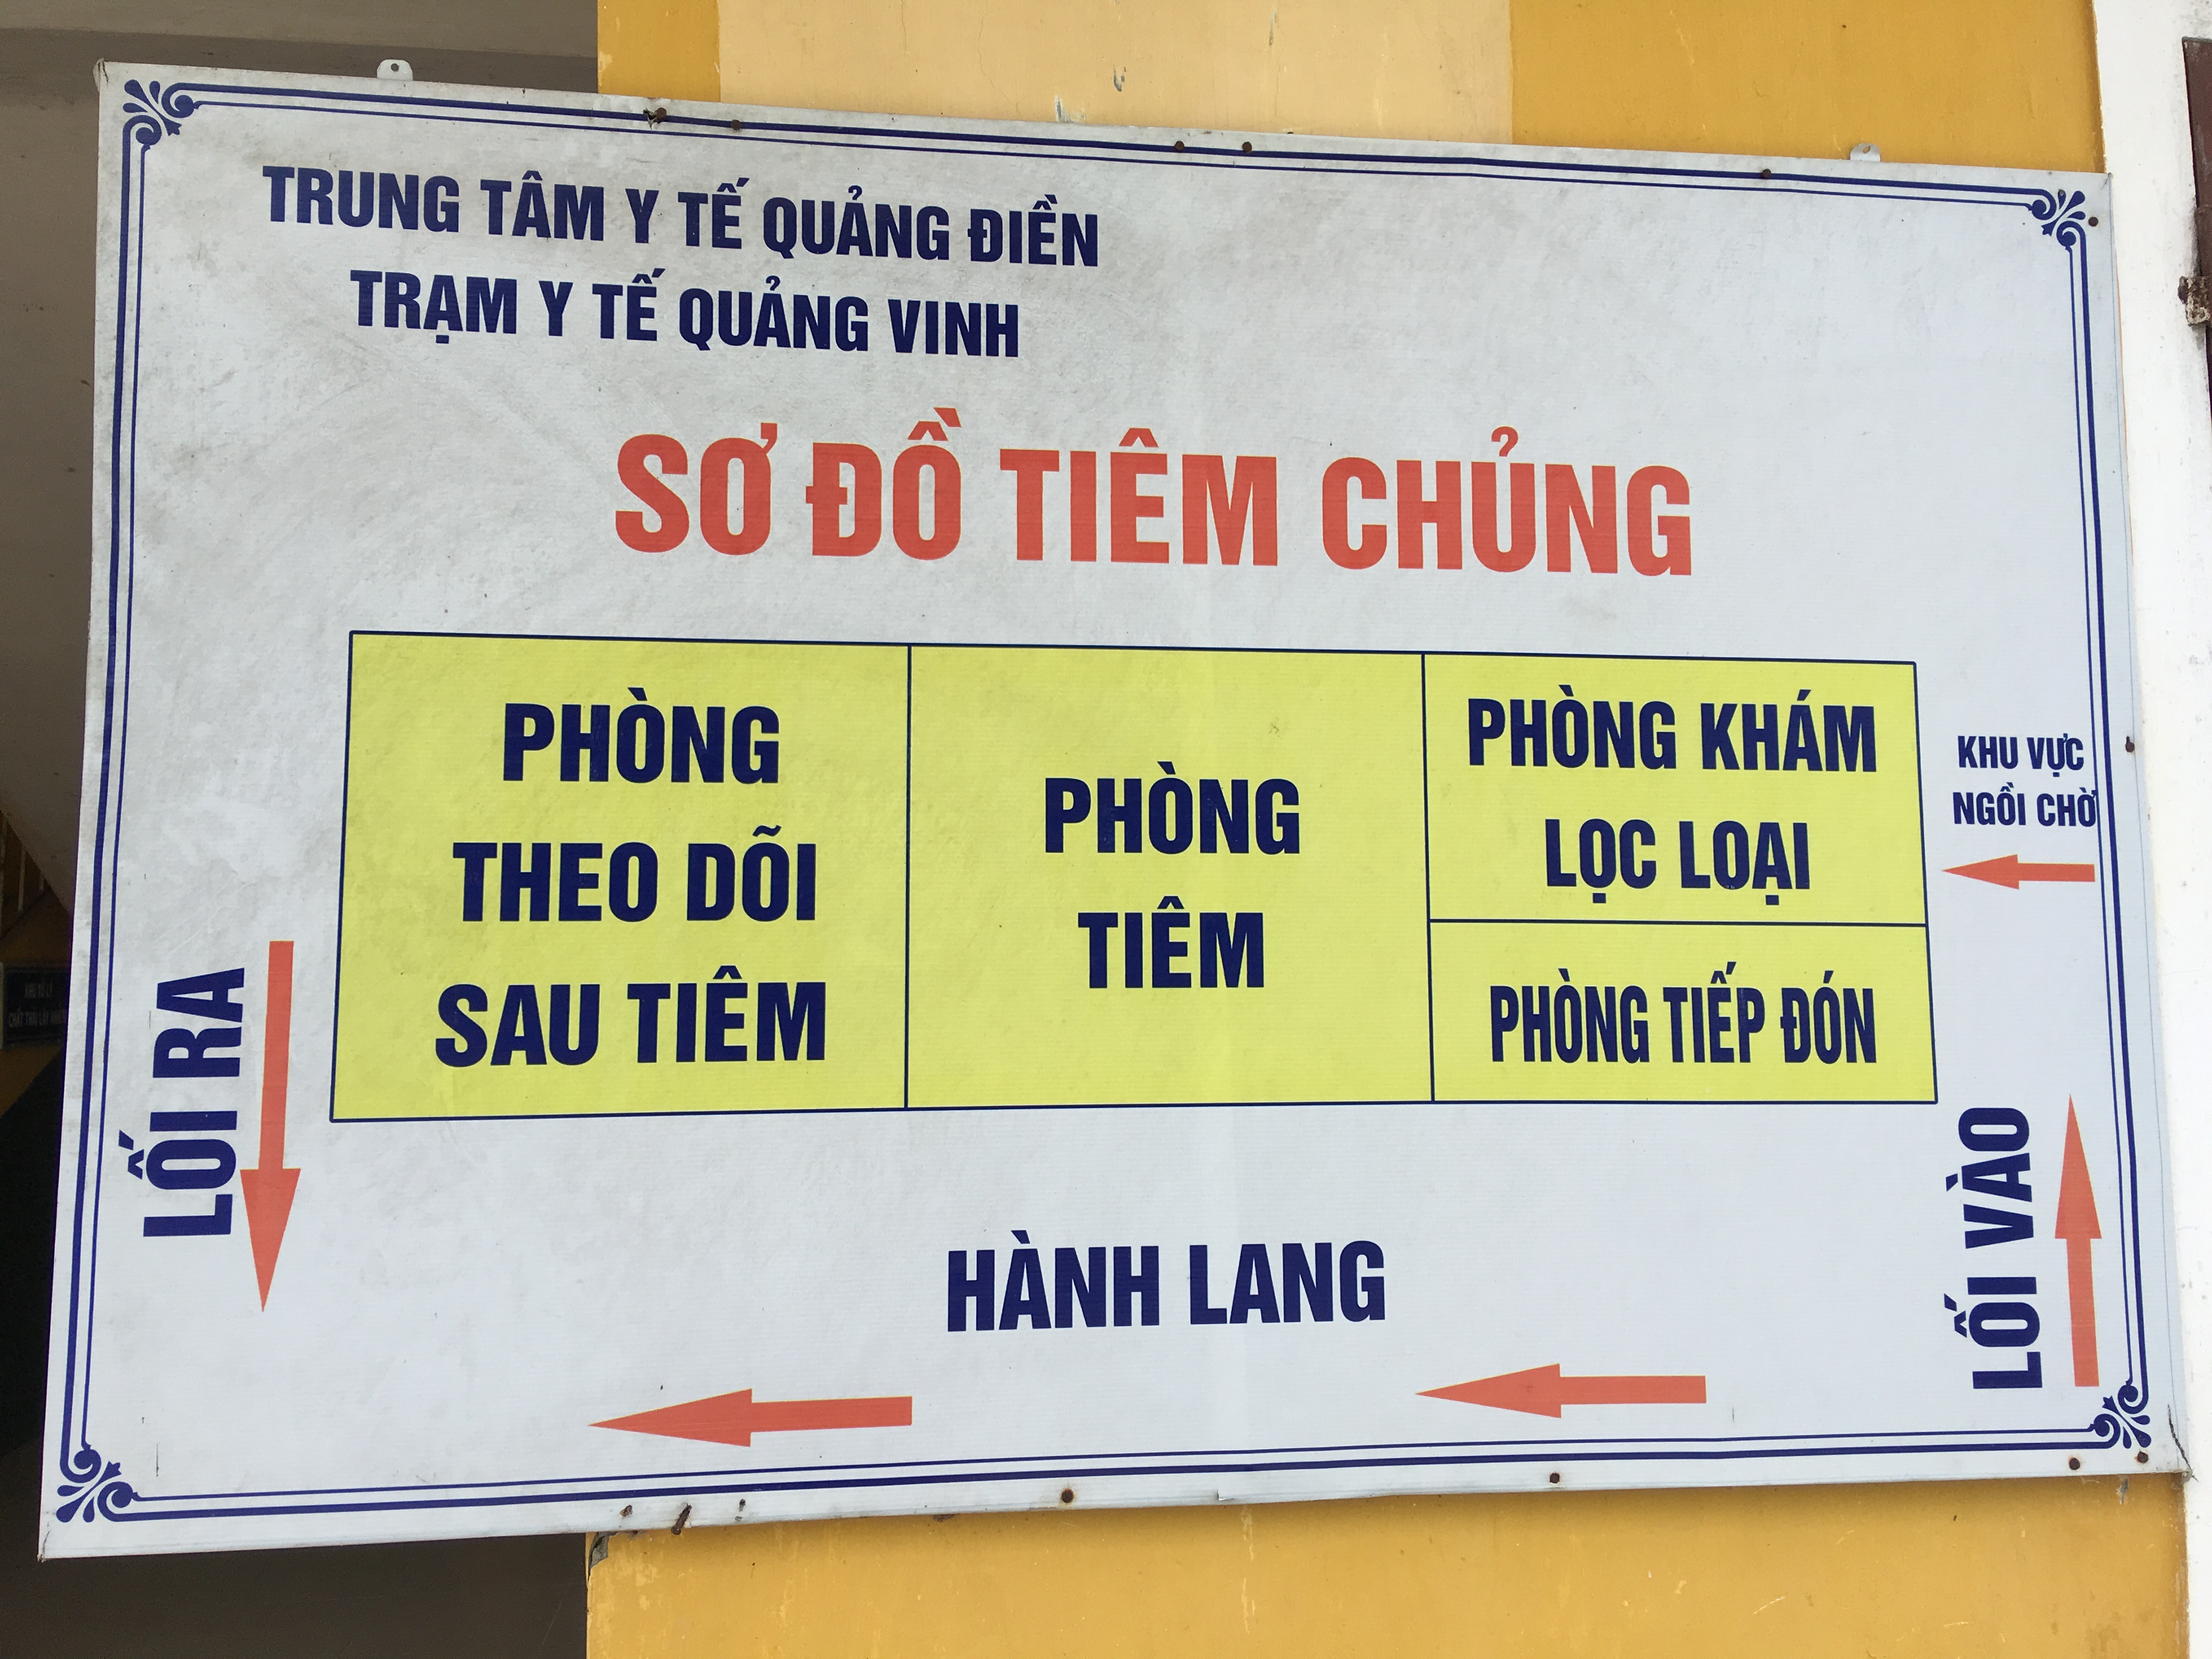 TRUNG TÂM Y TẾ QUẢNG ĐIỀN
TRẠM Y TẾ QUẢNG VINH
SƠ ĐỒ TIÊM CHỦNG
PHÒNG
THEO DÕI
SAU TIÊM
PHÒNG
TIÊM
PHÒNG KHÁM
LỌC LOẠI
PHÒNG TIẾP ĐÓN
KHU VỰC
NGỒI CHỜ
LỐI RA
LỐI VÀO
HÀNH LANG